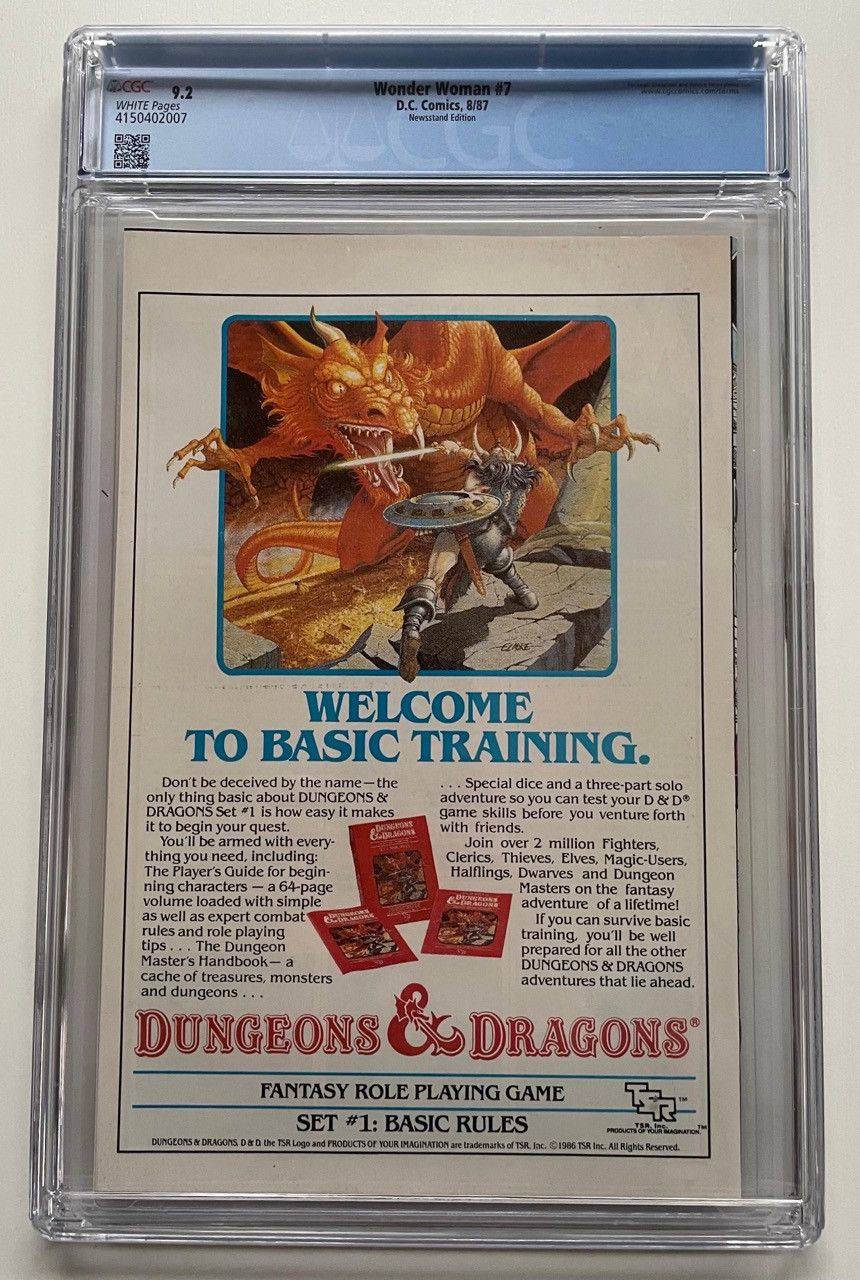 CGC 9.2
WHITE Pages
4150402007
Wonder Woman #7
D.C. Comics, 8/87
Newsstand Edition
CGC
ELMORE
WELCOME
TO BASIC TRAINING.
Don't be deceived by the name—the
only thing basic about DUNGEONS &
DRAGONS Set #1 is how easy it makes
it to begin your quest.
You'll be armed with every-
thing you need, including:
The Player's Guide for begin-
ning characters — a 64-page
volume loaded with simple
as well as expert combat
rules and role playing
tips . . . The Dungeon
Master's Handbook— a
cache of treasures, monsters
and dungeons . . .
. . . Special dice and a three-part solo
adventure so you can test your D & D®
game skills before you venture forth
with friends.
Join over 2 million Fighters,
Clerics, Thieves, Elves, Magic-Users,
Halflings, Dwarves and Dungeon
Masters on the fantasy
adventure of a lifetime!
If you can survive basic
training, you'll be well
prepared for all the other
DUNGEONS & DRAGONS
adventures that lie ahead.
DUNGEONS & DRAGONS
DUNGEONS & DRAGONS
DUNGEONS & DRAGONS
DUNGEONS & DRAGONS®
FANTASY ROLE PLAYING GAME
SET #1: BASIC RULES
TSR™
TSR, Inc.
PRODUCTS OF YOUR IMAGINATION.™
DUNGEONS & DRAGONS, D & D, the TSR Logo and PRODUCTS OF YOUR IMAGINATION are trademarks of TSR, Inc. ©1986 TSR Inc. All Rights Reserved.